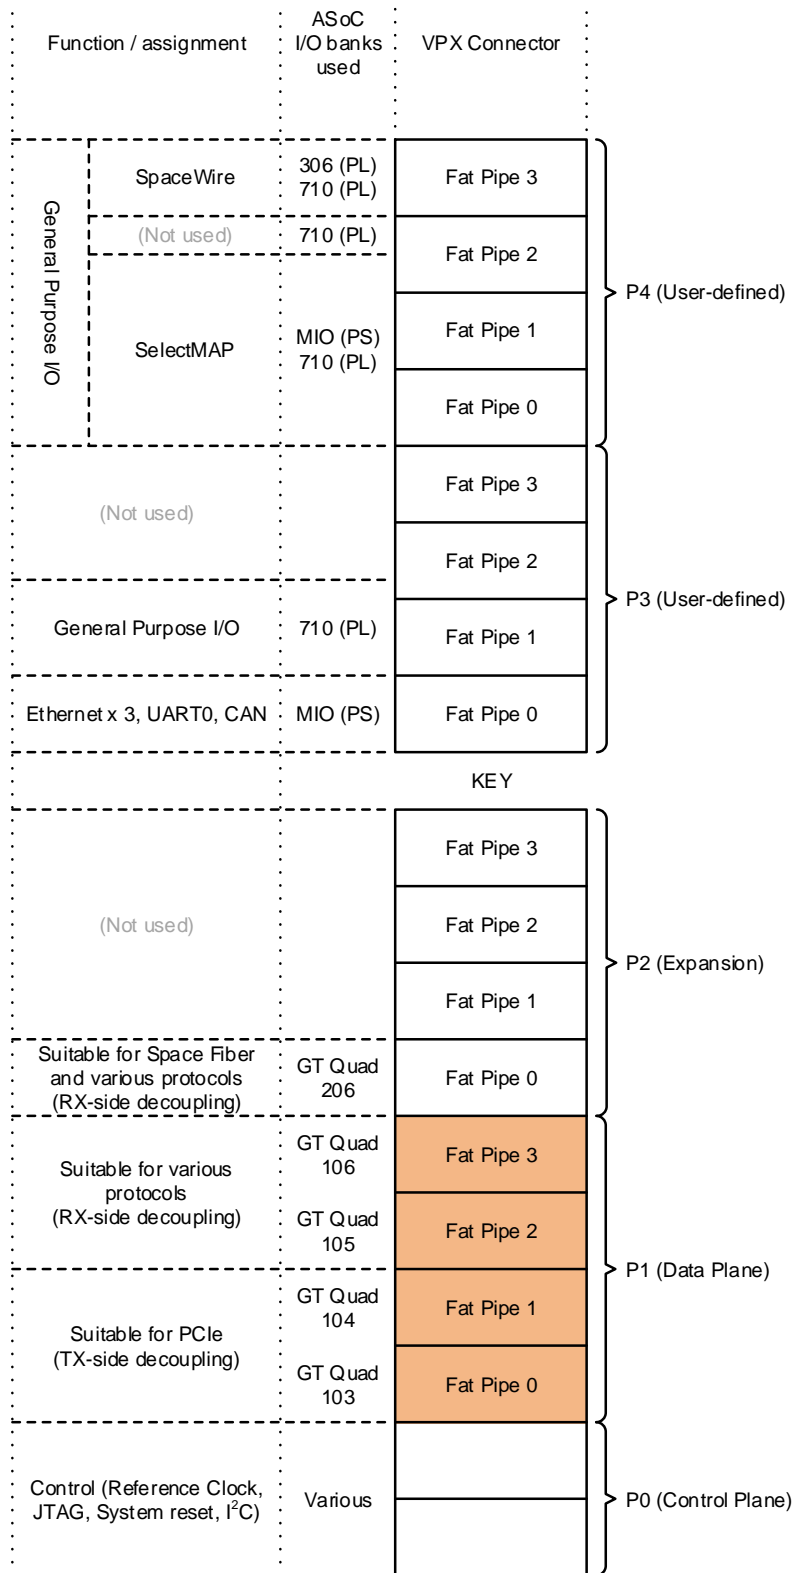 Function / assignment
ASoC
I/O banks
used
VPX Connector
General Purpose I/O
SpaceWire
306 (PL)
710 (PL)
Fat Pipe 3
(Not used)
710 (PL)
Fat Pipe 2
P4 (User-defined)
SelectMAP
MIO (PS)
710 (PL)
Fat Pipe 1
Fat Pipe 0
(Not used)
Fat Pipe 3
Fat Pipe 2
P3 (User-defined)
General Purpose I/O
710 (PL)
Fat Pipe 1
Ethernet x 3, UART0, CAN
MIO (PS)
Fat Pipe 0
KEY
Fat Pipe 3
(Not used)
Fat Pipe 2
P2 (Expansion)
Fat Pipe 1
Suitable for Space Fiber
and various protocols
(RX-side decoupling)
GT Quad
206
Fat Pipe 0
Suitable for various
protocols
(RX-side decoupling)
GT Quad
106
Fat Pipe 3
GT Quad
105
Fat Pipe 2
P1 (Data Plane)
Suitable for PCIe
(TX-side decoupling)
GT Quad
104
Fat Pipe 1
GT Quad
103
Fat Pipe 0
Control (Reference Clock,
JTAG, System reset, I²C)
Various
P0 (Control Plane)